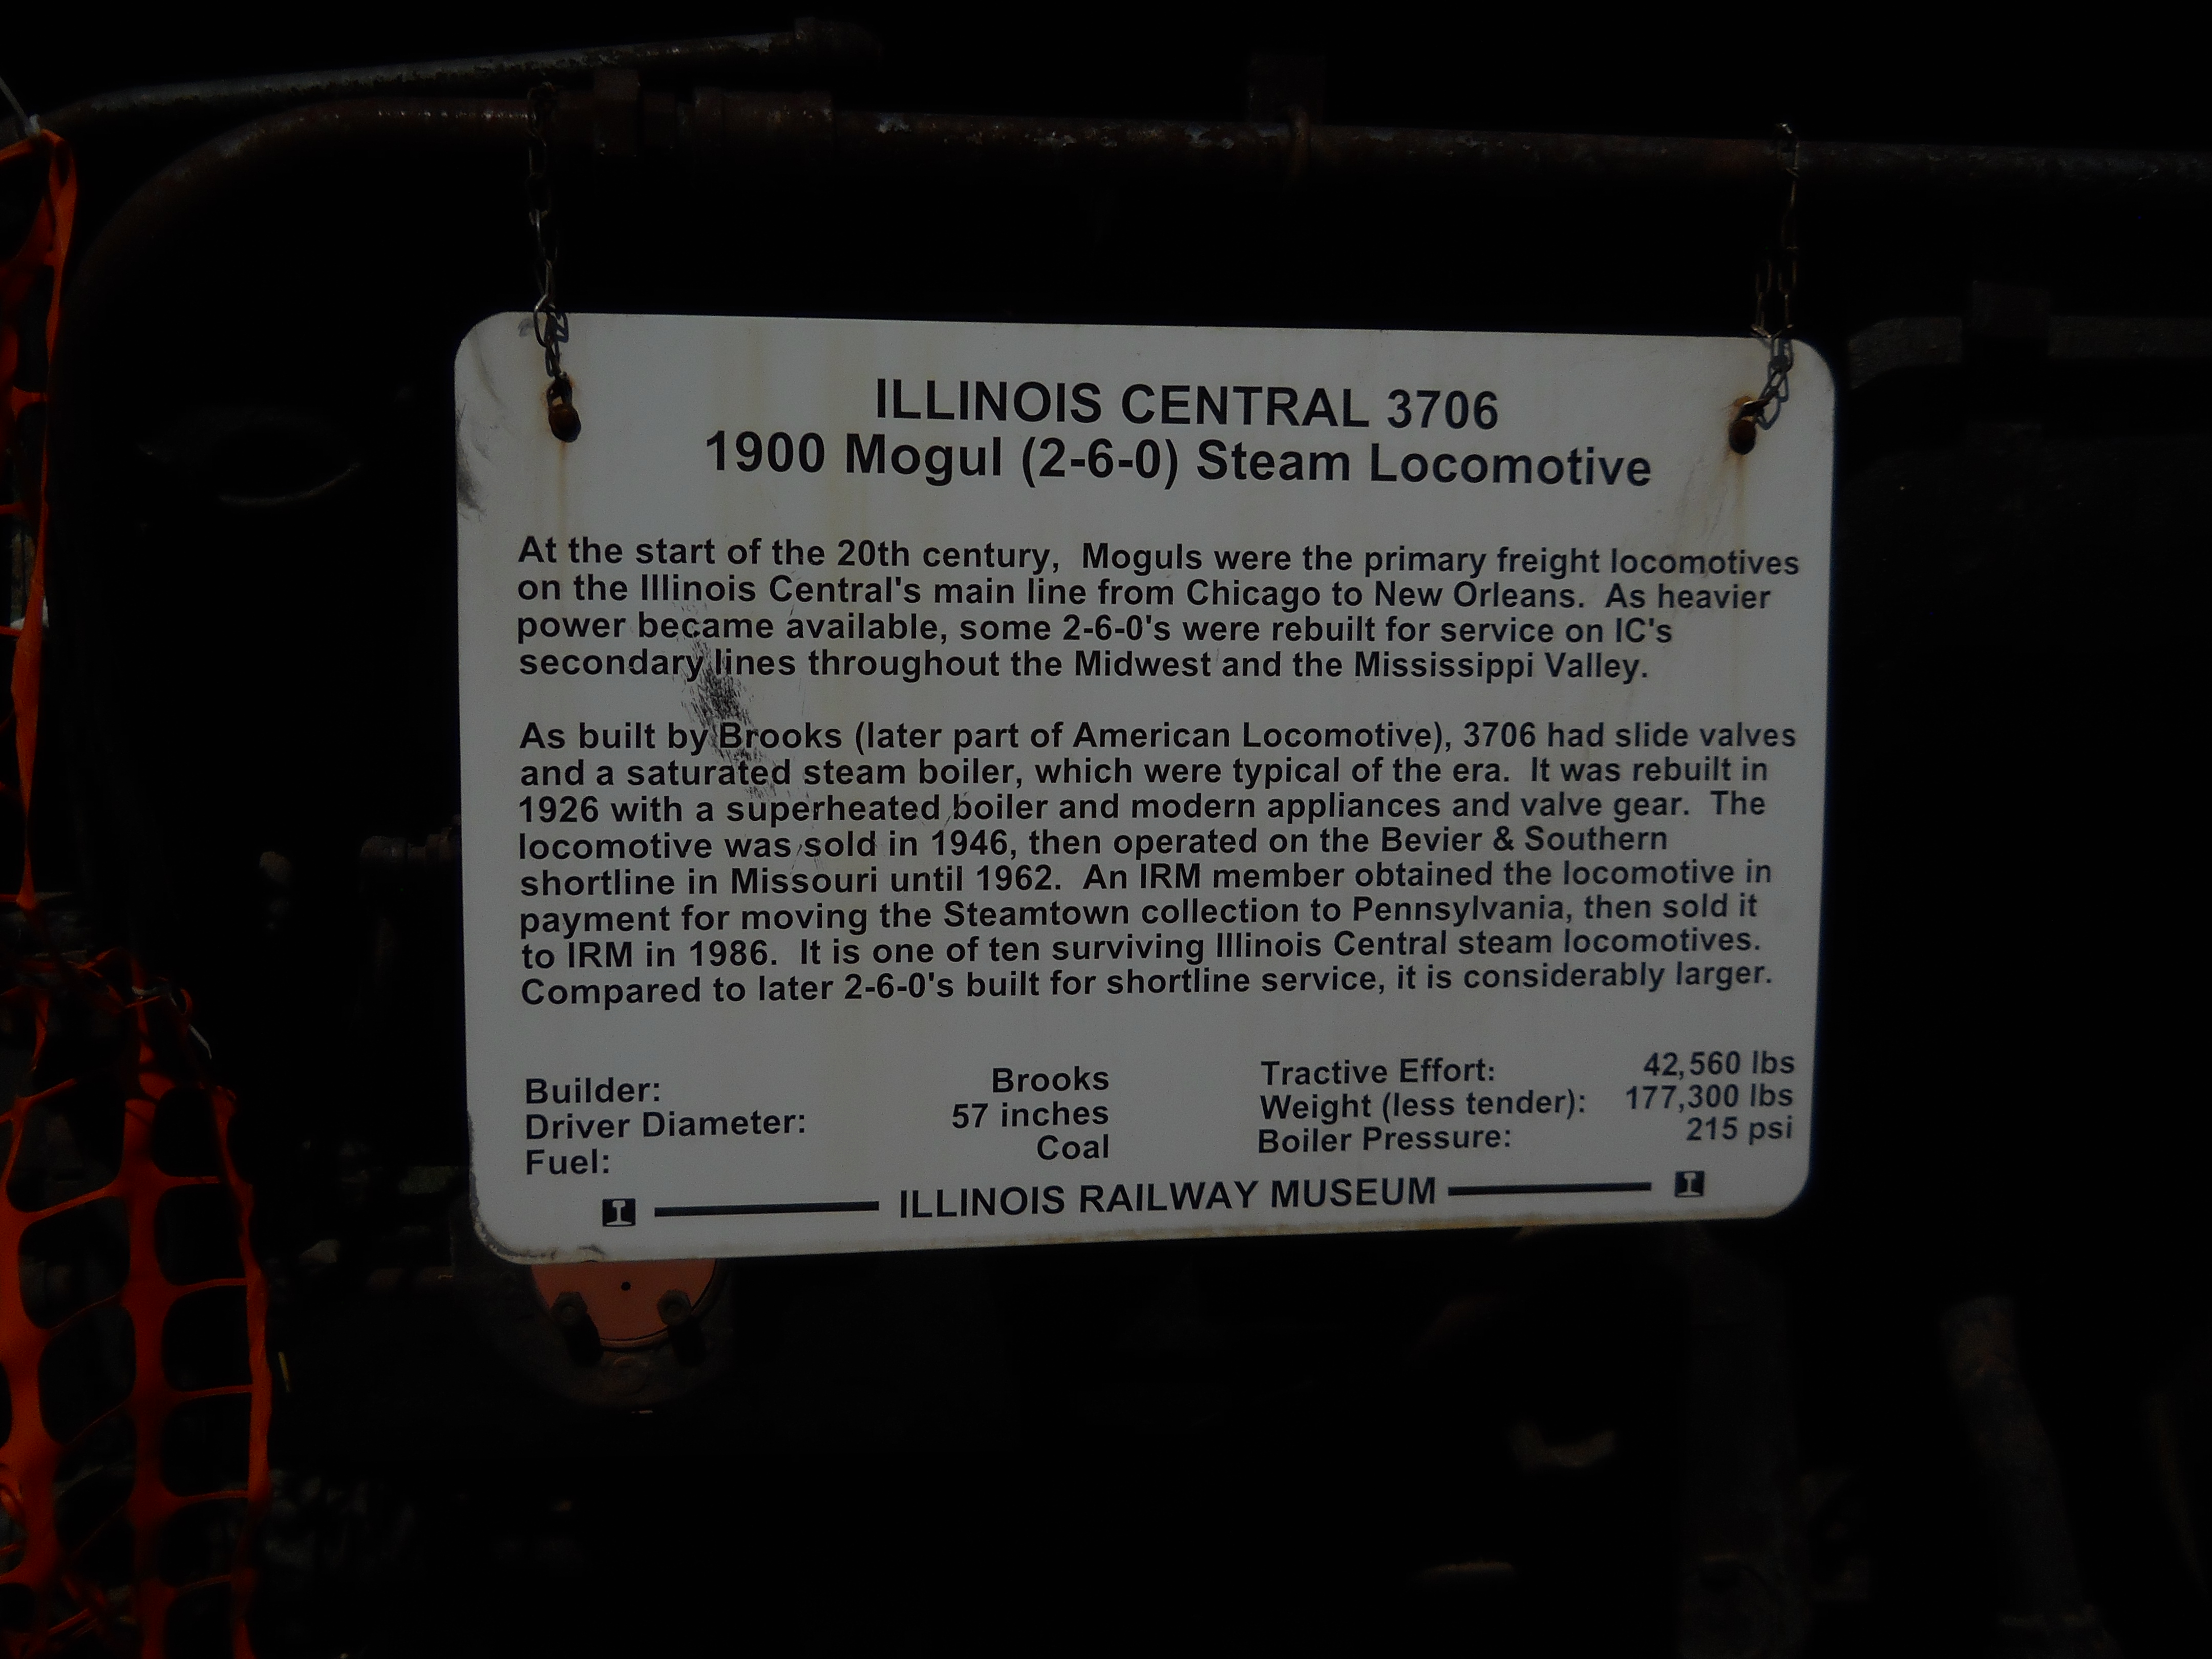 ILLINOIS CENTRAL 3706
1900 Mogul (2-6-0) Steam Locomotive
At the start of the 20th century, Moguls were the primary freight locomotives
on the Illinois Central's main line from Chicago to New Orleans. As heavier
power became available, some 2-6-0's were rebuilt for service on IC's
secondary lines throughout the Midwest and the Mississippi Valley.
As built by Brooks (later part of American Locomotive), 3706 had slide valves
and a saturated steam boiler, which were typical of the era. It was rebuilt in
1926 with a superheated boiler and modern appliances and valve gear. The
locomotive was sold in 1946, then operated on the Bevier & Southern
shortline in Missouri until 1962. An IRM member obtained the locomotive in
payment for moving the Steamtown collection to Pennsylvania, then sold it
to IRM in 1986. It is one of ten surviving Illinois Central steam locomotives.
Compared to later 2-6-0's built for shortline service, it is considerably larger.
Builder: Brooks
Driver Diameter: 57 inches
Fuel: Coal
Tractive Effort: 42,560 lbs
Weight (less tender): 177,300 lbs
Boiler Pressure: 215 psi
ILLINOIS RAILWAY MUSEUM